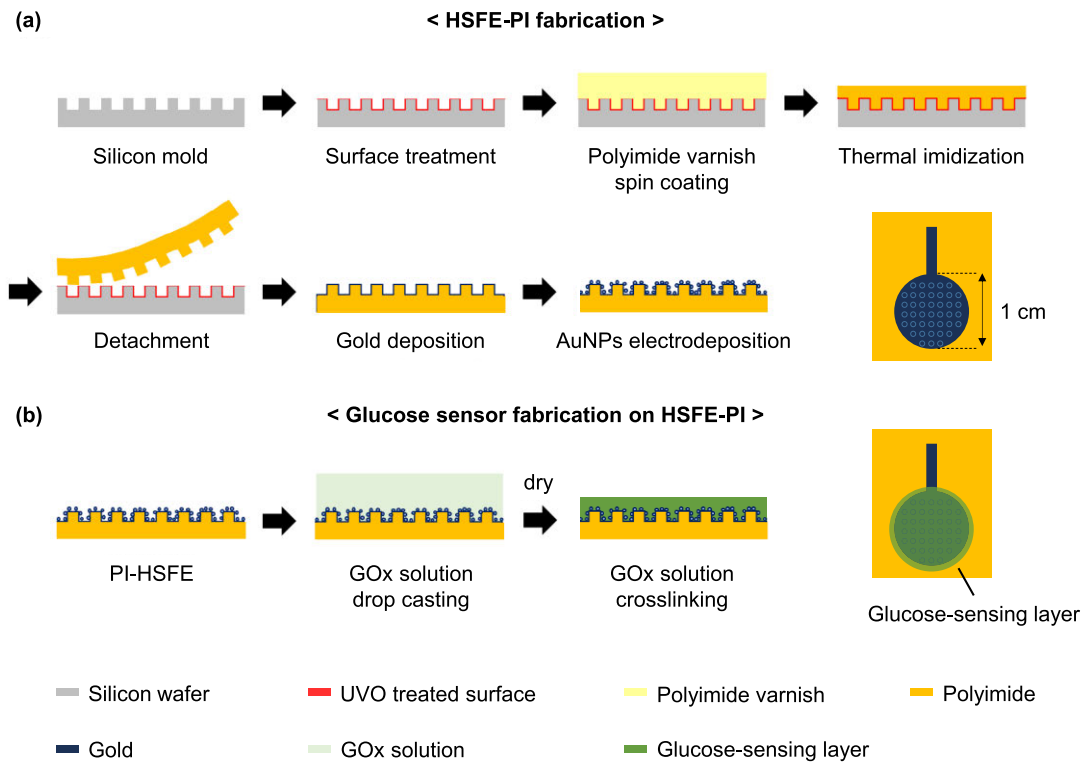 (a)
< HSFE-PI fabrication >
Silicon mold
Surface treatment
Polyimide varnish
spin coating
Thermal imidization
Detachment
Gold deposition
AuNPs electrodeposition
1 cm
(b)
< Glucose sensor fabrication on HSFE-PI >
PI-HSFE
GOx solution
drop casting
dry
GOx solution
crosslinking
Glucose-sensing layer
Silicon wafer
UVO treated surface
Polyimide varnish
Polyimide
Gold
GOx solution
Glucose-sensing layer